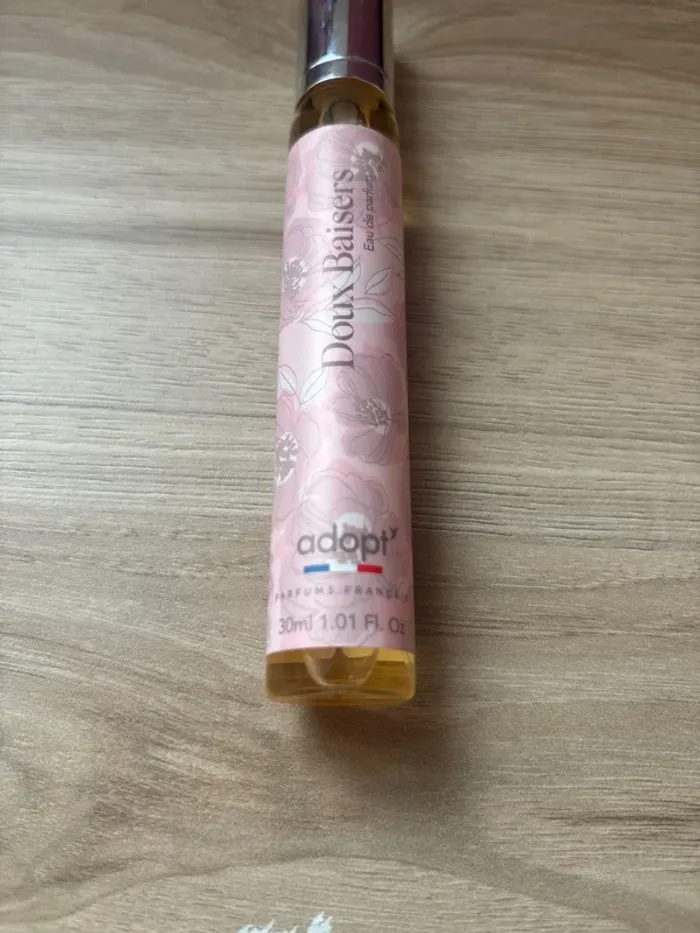 Doux Baisers
Eau de parfum
adopt'
PARFUMS FRANÇAIS
30ml 1.01 Fl. Oz